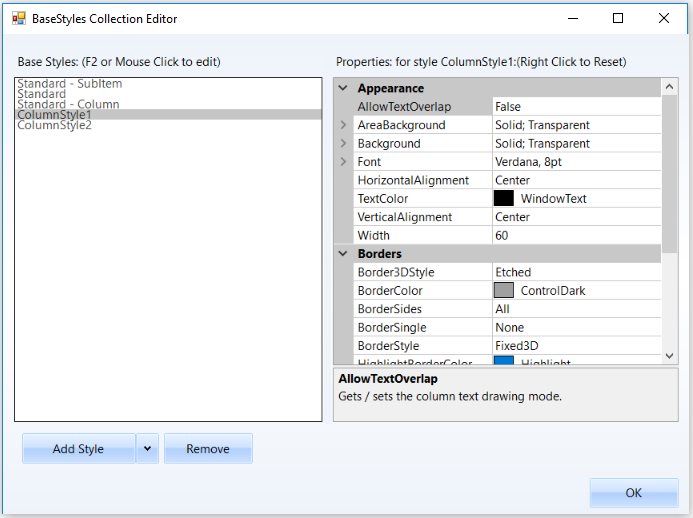 BaseStyles Collection Editor
Base Styles: (F2 or Mouse Click to edit)
Standard - SubItem
Standard
Standard - Column
ColumnStyle1
ColumnStyle2
Add Style
Remove
Properties: for style ColumnStyle1:(Right Click to Reset)
Appearance
AllowTextOverlap False
AreaBackground Solid; Transparent
Background Solid; Transparent
Font Verdana, 8pt
HorizontalAlignment Center
TextColor WindowText
VerticalAlignment Center
Width 60
Borders
Border3DStyle Etched
BorderColor ControlDark
BorderSides All
BorderSingle None
BorderStyle Fixed3D
HighlightBorderColor Highlight
AllowTextOverlap
Gets / sets the column text drawing mode.
OK